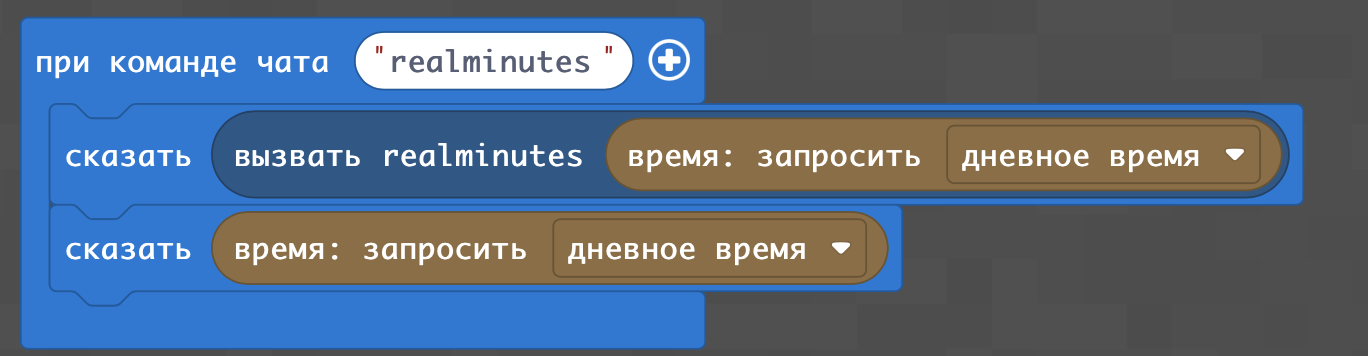 при команде чата "realminutes "
сказать вызвать realminutes время: запросить дневное время
сказать время: запросить дневное время